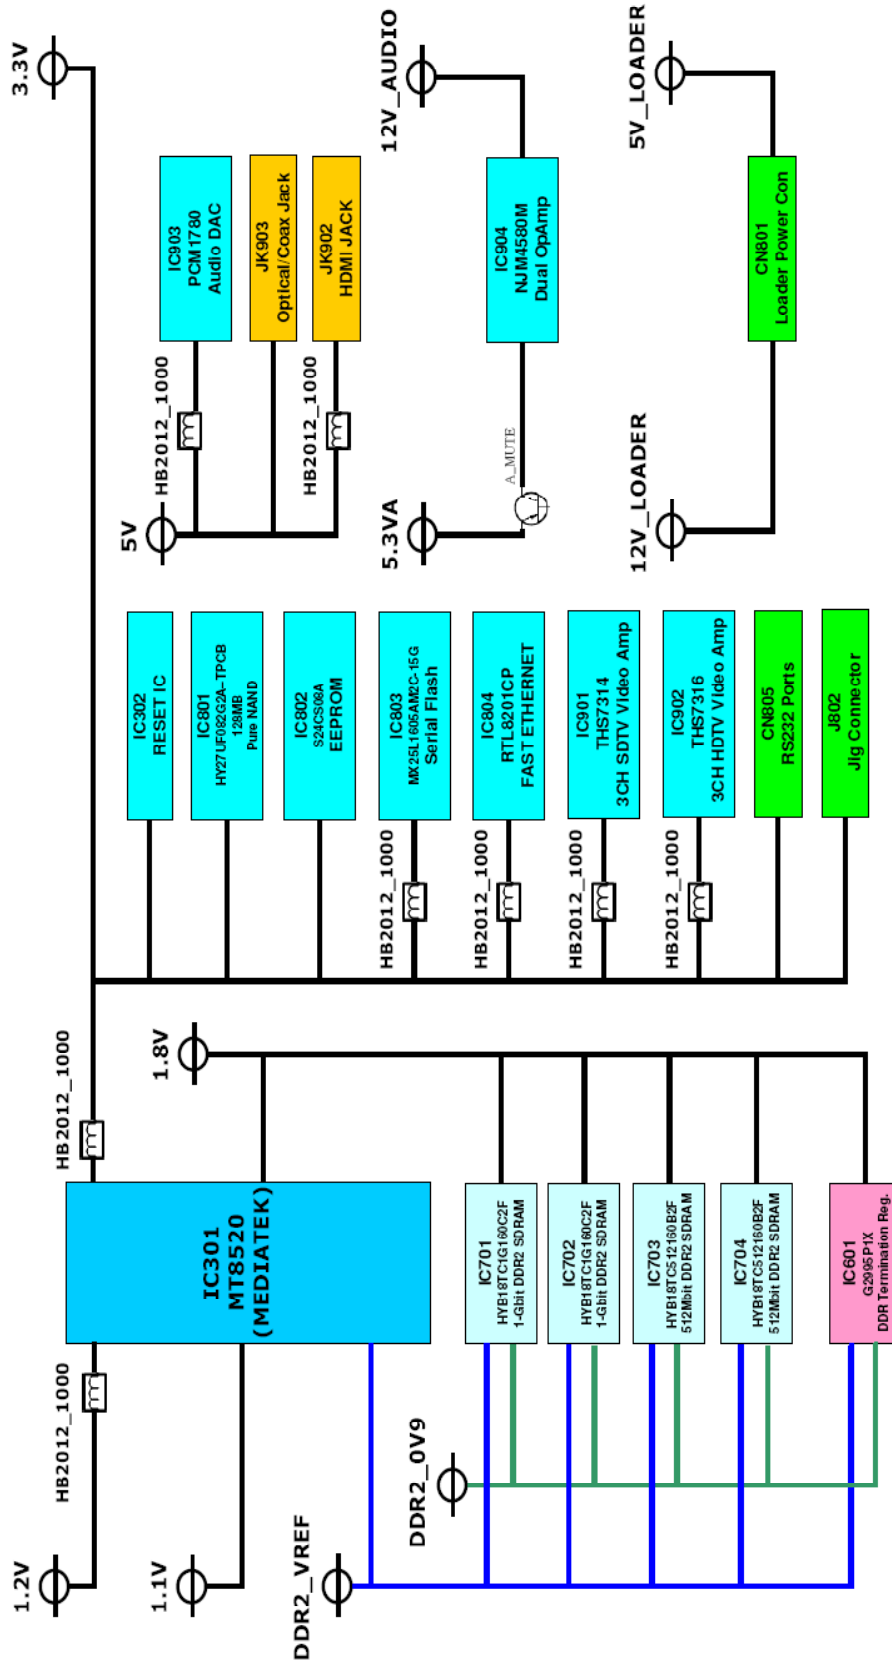 1.2V
HB2012_1000
1.1V
DDR2_VREF
DDR2_0V9
IC301
MT8520
(MEDIATEK)
HB2012_1000
1.8V
IC701
HYB18TC1G160C2F
1-Gbit DDR2 SDRAM
IC702
HYB18TC1G160C2F
1-Gbit DDR2 SDRAM
IC703
HYB18TC512160B2F
512Mbit DDR2 SDRAM
IC704
HYB18TC512160B2F
512Mbit DDR2 SDRAM
IC601
G2995P1X
DDR Termination Reg.
3.3V
IC302
RESET IC
IC801
HY27UF082G2A-TPCB
128MB
Pure NAND
IC802
S24CS08A
EEPROM
HB2012_1000
IC803
MX25L1605AM2C-15G
Serial Flash
HB2012_1000
IC804
RTL8201CP
FAST ETHERNET
HB2012_1000
IC901
THS7314
3CH SDTV Video Amp
HB2012_1000
IC902
THS7316
3CH HDTV Video Amp
CN805
RS232 Ports
J802
Jig Connector
5V
HB2012_1000
IC903
PCM1780
Audio DAC
JK903
Optical/Coax Jack
HB2012_1000
JK902
HDMI JACK
5.3VA
A_MUTE
IC904
NJM4580M
Dual OpAmp
12V_AUDIO
12V_LOADER
CN801
Loader Power Con
5V_LOADER